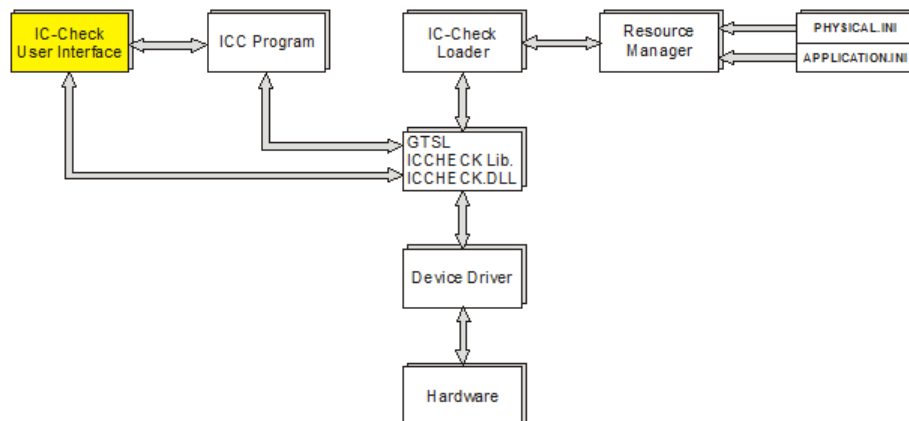 IC-Check
User Interface
ICC Program
IC-Check
Loader
Resource
Manager
PHYSICAL.INI
APPLICATION.INI
GTSL
ICCHECK Lib.
ICCHECK.DLL
Device Driver
Hardware